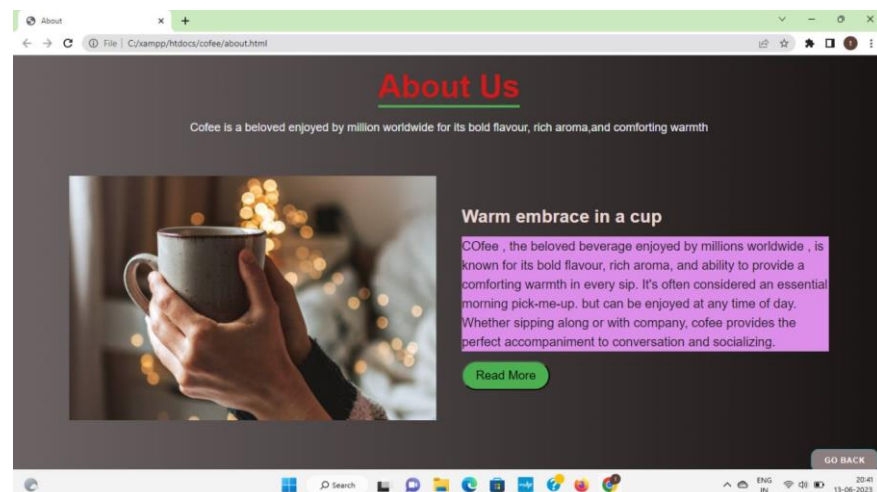 About
File | C:/xampp/htdocs/cofee/about.html
About Us
Cofee is a beloved enjoyed by million worldwide for its bold flavour, rich aroma,and comforting warmth
Warm embrace in a cup
COfee , the beloved beverage enjoyed by millions worldwide , is
known for its bold flavour, rich aroma, and ability to provide a
comforting warmth in every sip. It's often considered an essential
morning pick-me-up. but can be enjoyed at any time of day.
Whether sipping along or with company, cofee provides the
perfect accompaniment to conversation and socializing.
Read More
GO BACK
Search
ENG
IN
20:41
13-06-2023